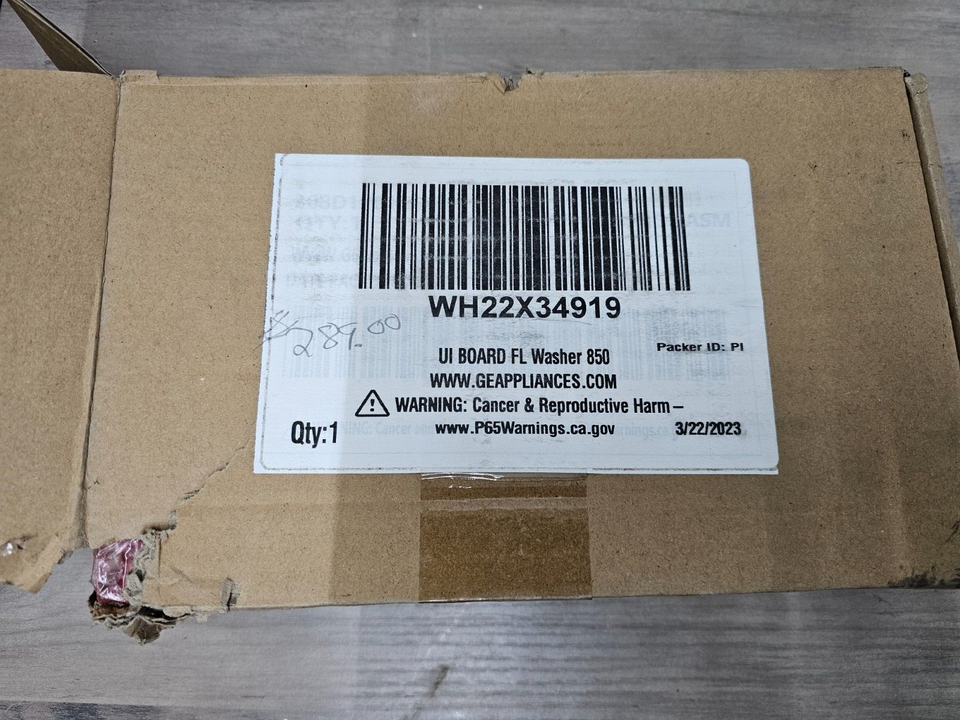 WH22X34919
$289.00
Packer ID: PI
UI BOARD FL Washer 850
WWW.GEAPPLIANCES.COM
WARNING: Cancer & Reproductive Harm –
Qty:1
www.P65Warnings.ca.gov
3/22/2023